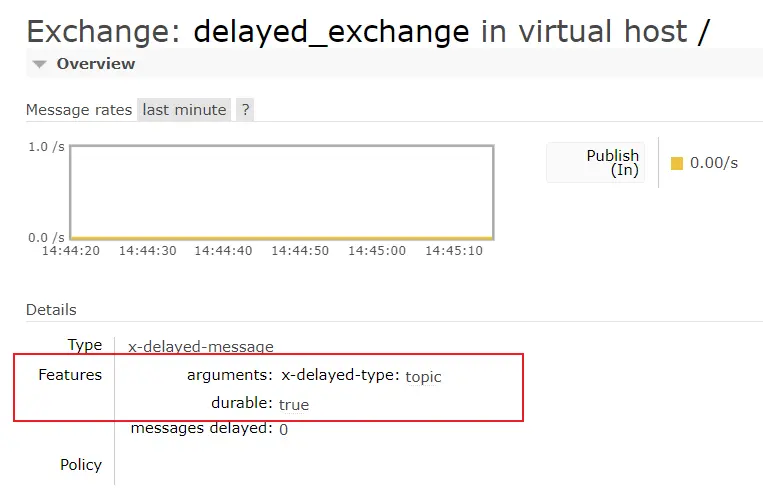 Exchange: delayed_exchange in virtual host /
Overview
Message rates last minute ?
1.0 /s
0.0 /s
14:44:20 14:44:30 14:44:40 14:44:50 14:45:00 14:45:10
Publish
(In)
0.00/s
Details
Type x-delayed-message
Features arguments: x-delayed-type: topic
durable: true
messages delayed: 0
Policy